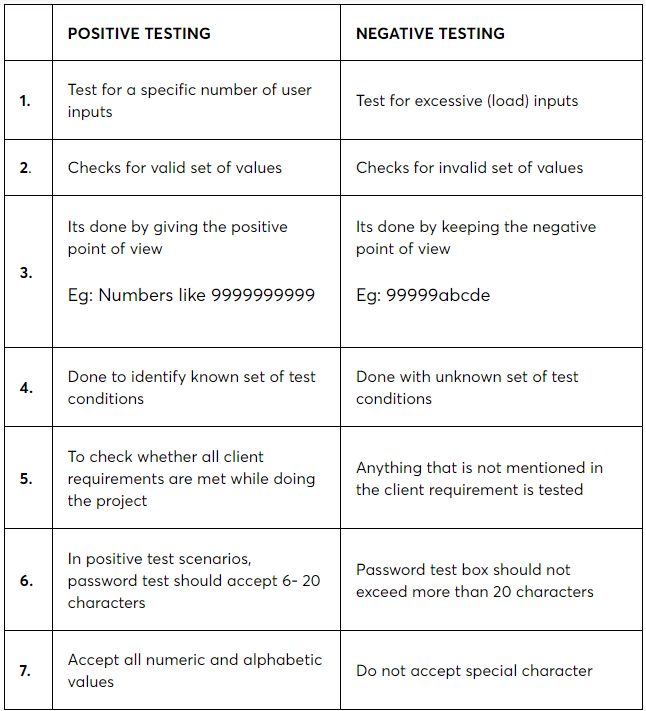 POSITIVE TESTING
NEGATIVE TESTING
1.
Test for a specific number of user
inputs
Test for excessive (load) inputs
2.
Checks for valid set of values
Checks for invalid set of values
3.
Its done by giving the positive
point of view
Eg: Numbers like 9999999999
Its done by keeping the negative
point of view
Eg: 99999abcde
4.
Done to identify known set of test
conditions
Done with unknown set of test
conditions
5.
To check whether all client
requirements are met while doing
the project
Anything that is not mentioned in
the client requirement is tested
6.
In positive test scenarios,
password test should accept 6- 20
characters
Password test box should not
exceed more than 20 characters
7.
Accept all numeric and alphabetic
values
Do not accept special character